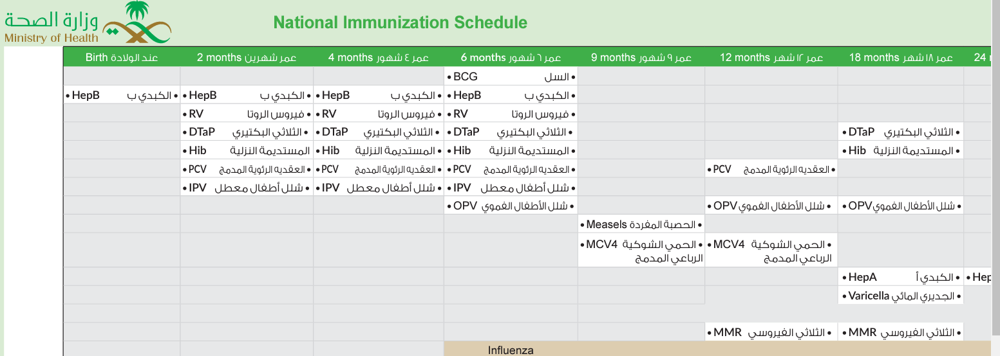 وزارة الصحة
Ministry of Health
National Immunization Schedule
Birth عند الولادة
2 months عمر شهرين
4 months عمر ٤ شهور
6 months عمر ٦ شهور
9 months عمر ٩ شهور
12 months عمر ١٢ شهر
18 months عمر ١٨ شهر
24
• BCG السل •
• HepB الكبدي ب •
• HepB الكبدي ب •
• HepB الكبدي ب •
• HepB الكبدي ب •
• RV فيروس الروتا •
• RV فيروس الروتا •
• RV فيروس الروتا •
• DTaP الثلاثي البكتيري •
• DTaP الثلاثي البكتيري •
• DTaP الثلاثي البكتيري •
• DTaP الثلاثي البكتيري •
• Hib المستديمة النزلية
• Hib المستديمة النزلية •
• Hib المستديمة النزلية •
• Hib المستديمة النزلية •
• PCV العقديه الرئوية المدمج •
• PCV العقديه الرئوية المدمج •
• PCV العقديه الرئوية المدمج •
• PCV العقديه الرئوية المدمج •
• IPV شلل أطفال معطل •
• IPV شلل أطفال معطل •
• IPV شلل أطفال معطل •
• OPV شلل الأطفال الفموي •
• OPV شلل الأطفال الفموي •
• OPV شلل الأطفال الفموي •
• Measels الحصبة المفردة •
• MCV4 الحمي الشوكية •
الرباعي المدمج
• MCV4 الحمي الشوكية •
الرباعي المدمج
• HepA الكبدي أ •
• Hep
• Varicella الجديري المائي •
• MMR الثلاثي الفيروسي •
• MMR الثلاثي الفيروسي •
Influenza